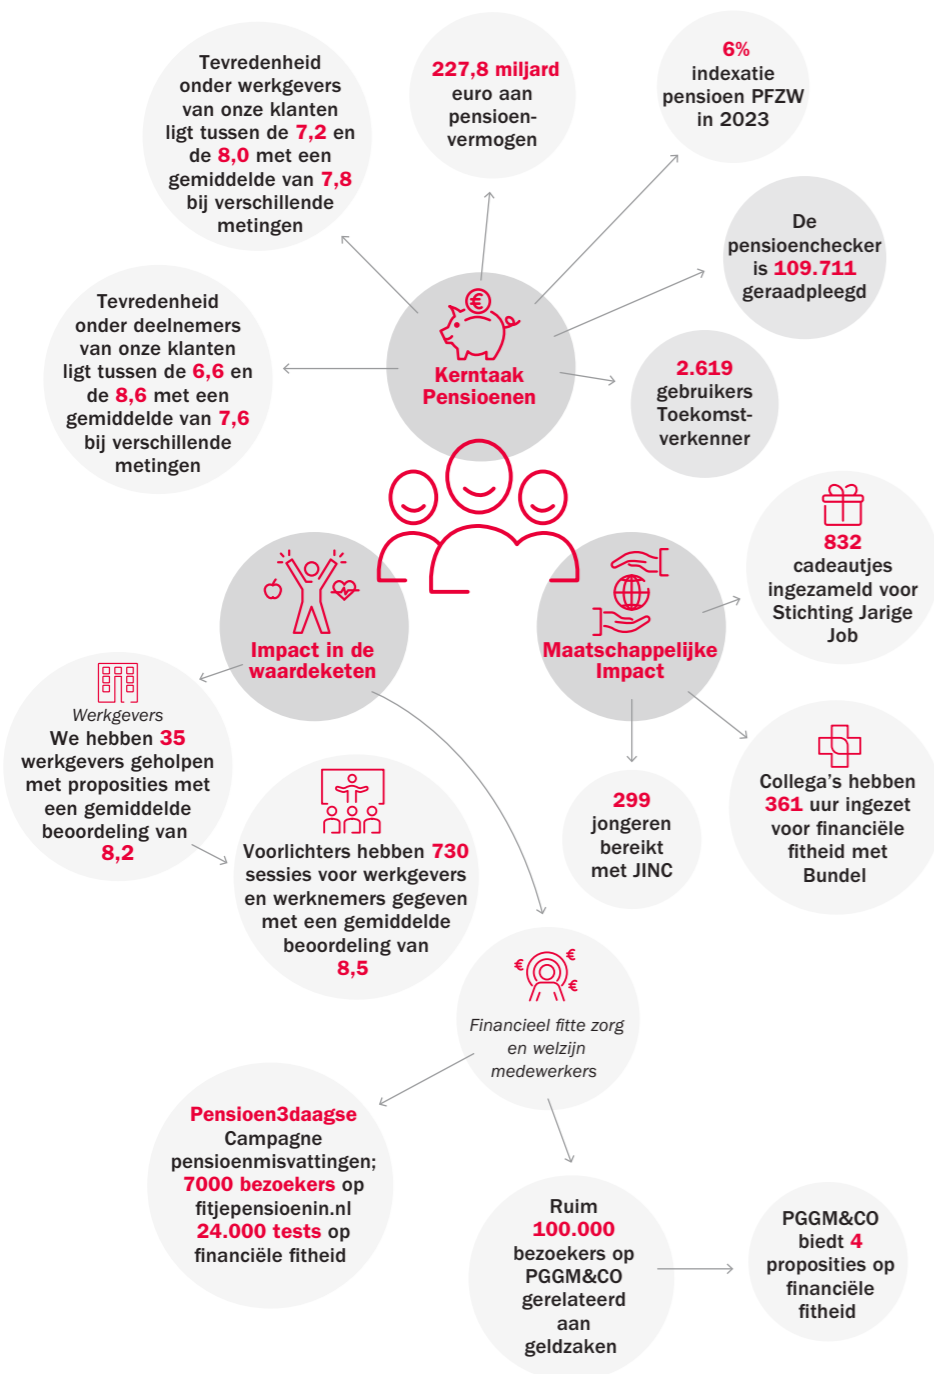 Tevredenheid
onder werkgevers
van onze klanten
ligt tussen de 7,2 en
de 8,0 met een
gemiddelde van 7,8
bij verschillende
metingen
227,8 miljard
euro aan
pensioen-
vermogen
6%
indexatie
pensioen PFZW
in 2023
De
pensioenchecker
is 109.711
geraadpleegd
Tevredenheid
onder deelnemers
van onze klanten
ligt tussen de 6,6 en
de 8,6 met een
gemiddelde van 7,6
bij verschillende
metingen
€
Kerntaak
Pensioenen
2.619
gebruikers
Toekomst-
verkenner
832
cadeautjes
ingezameld voor
Stichting Jarige
Job
Impact in de
waardeketen
Maatschappelijke
Impact
Werkgevers
We hebben 35
werkgevers geholpen
met proposities met
een gemiddelde
beoordeling van
8,2
Voorlichters hebben 730
sessies voor werkgevers
en werknemers gegeven
met een gemiddelde
beoordeling van
8,5
299
jongeren
bereikt
met JINC
Collega's hebben
361 uur ingezet
voor financiële
fitheid met
Bundel
€
€
€
Financieel fitte zorg
en welzijn
medewerkers
Pensioen3daagse
Campagne
pensioenmisvattingen;
7000 bezoekers op
fitjepensioenin.nl
24.000 tests op
financiële fitheid
Ruim
100.000
bezoekers op
PGGM&CO
gerelateerd
aan
geldzaken
PGGM&CO
biedt 4
proposities op
financiële
fitheid